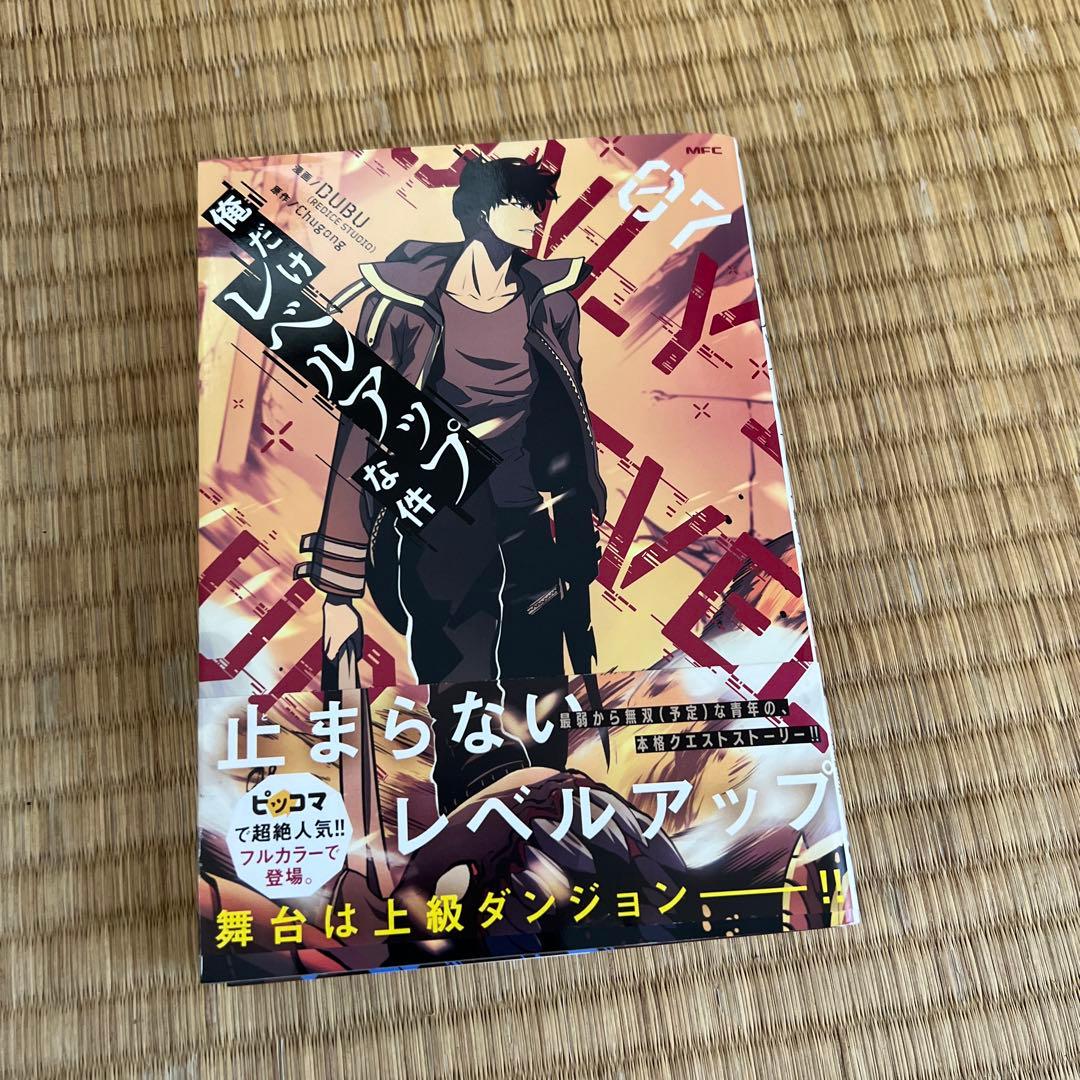 MFC
07
漫画/DUBU
(REDICE STUDIO)
原作/Chugong
俺だけ
レベルアップ
な件
ONLY
I
LEVEL
UP
止まらない
レベルアップ
最弱から無双(予定)な青年の、
本格クエストストーリー!!
ピッコマ
で超絶人気!!
フルカラーで
登場。
舞台は上級ダンジョン――!!